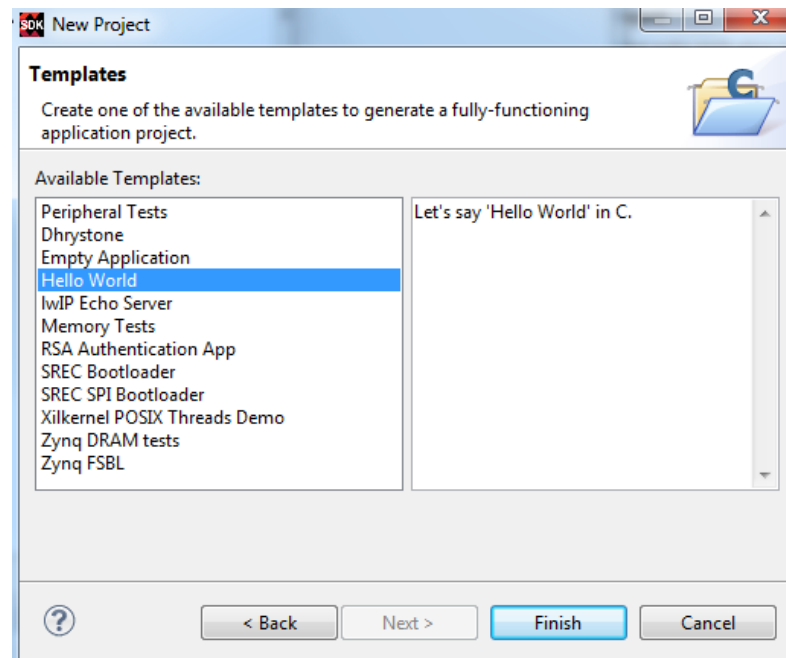 SDK New Project
Templates
Create one of the available templates to generate a fully-functioning
application project.
C
Available Templates:
Peripheral Tests
Dhrystone
Empty Application
Hello World
lwIP Echo Server
Memory Tests
RSA Authentication App
SREC Bootloader
SREC SPI Bootloader
Xilkernel POSIX Threads Demo
Zynq DRAM tests
Zynq FSBL
Let's say 'Hello World' in C.
? < Back Next > Finish Cancel